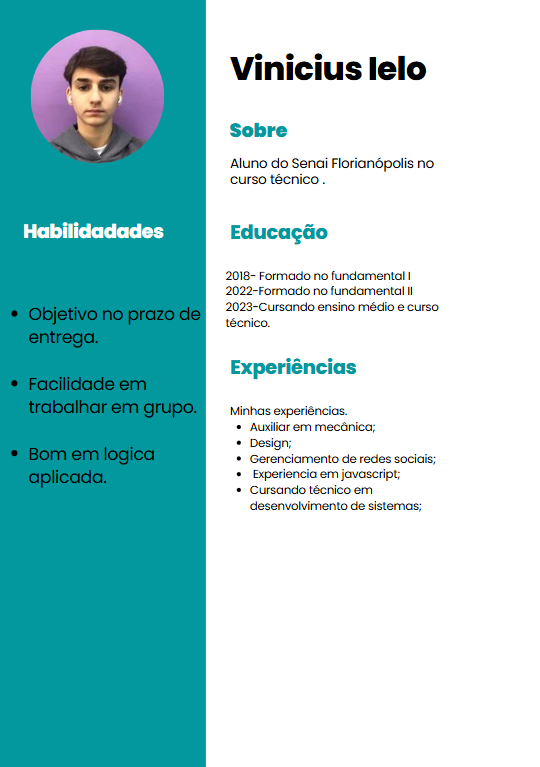 Vinicius Ielo
Sobre
Aluno do Senai Florianópolis no
curso técnico .
Habilidadades
Objetivo no prazo de
entrega.
Facilidade em
trabalhar em grupo.
Bom em logica
aplicada.
Educação
2018- Formado no fundamental I
2022-Formado no fundamental II
2023-Cursando ensino médio e curso
técnico.
Experiências
Minhas experiências.
Auxiliar em mecânica;
Design;
Gerenciamento de redes sociais;
Experiencia em javascript;
Cursando técnico em
desenvolvimento de sistemas;